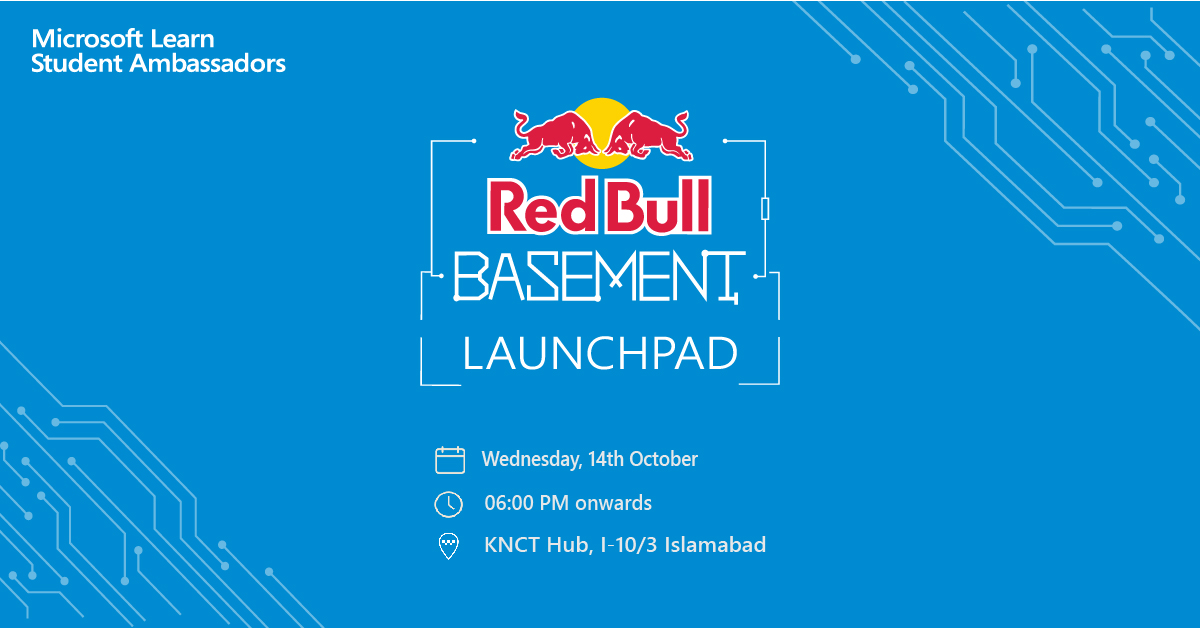 Microsoft Learn
Student Ambassadors
Red Bull
BASEMENT
LAUNCHPAD
Wednesday, 14th October
06:00 PM onwards
KNCT Hub, I-10/3 Islamabad